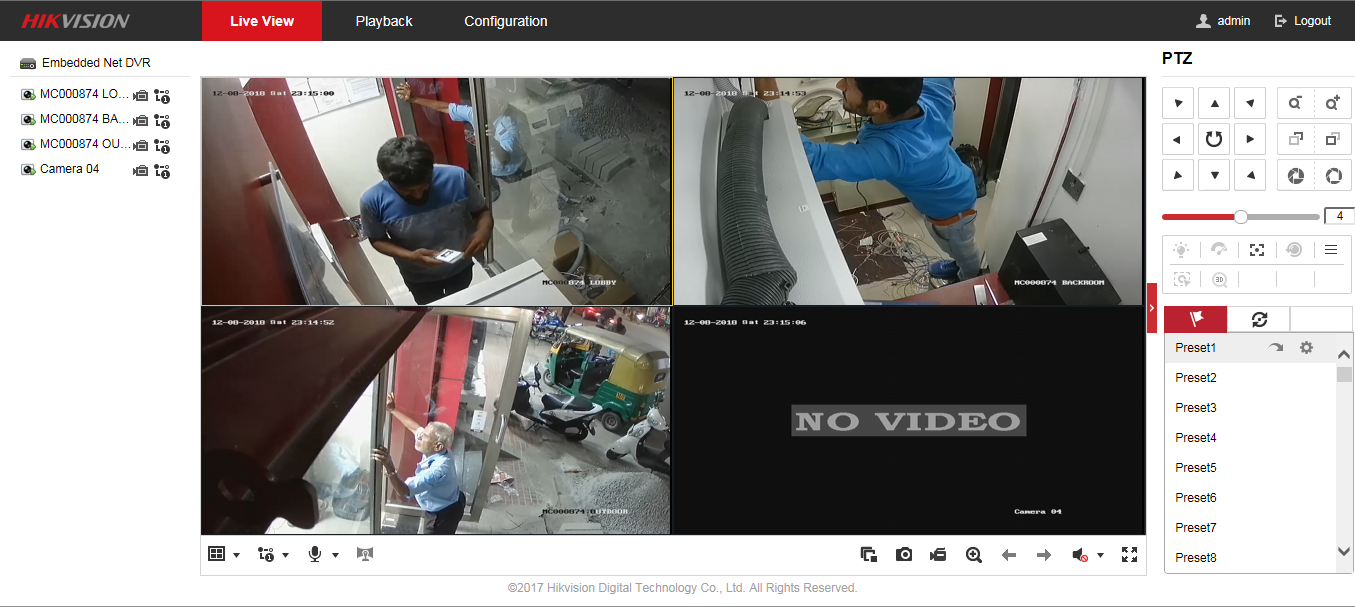 HIKVISION
Live View
Playback
Configuration
admin
Logout
Embedded Net DVR
MC000874 LO...
MC000874 BA...
MC000874 OU...
Camera 04
12-08-2018 Sat 23:15:00
MC000874 LOBBY
12-08-2018 Sat 23:14:53
MC000874 BACKROOM
12-08-2018 Sat 23:14:52
MC000874 OUTDOOR
12-08-2018 Sat 23:15:06
NO VIDEO
Camera 04
PTZ
4
3D
Preset1
Preset2
Preset3
Preset4
Preset5
Preset6
Preset7
Preset8
©2017 Hikvision Digital Technology Co., Ltd. All Rights Reserved.